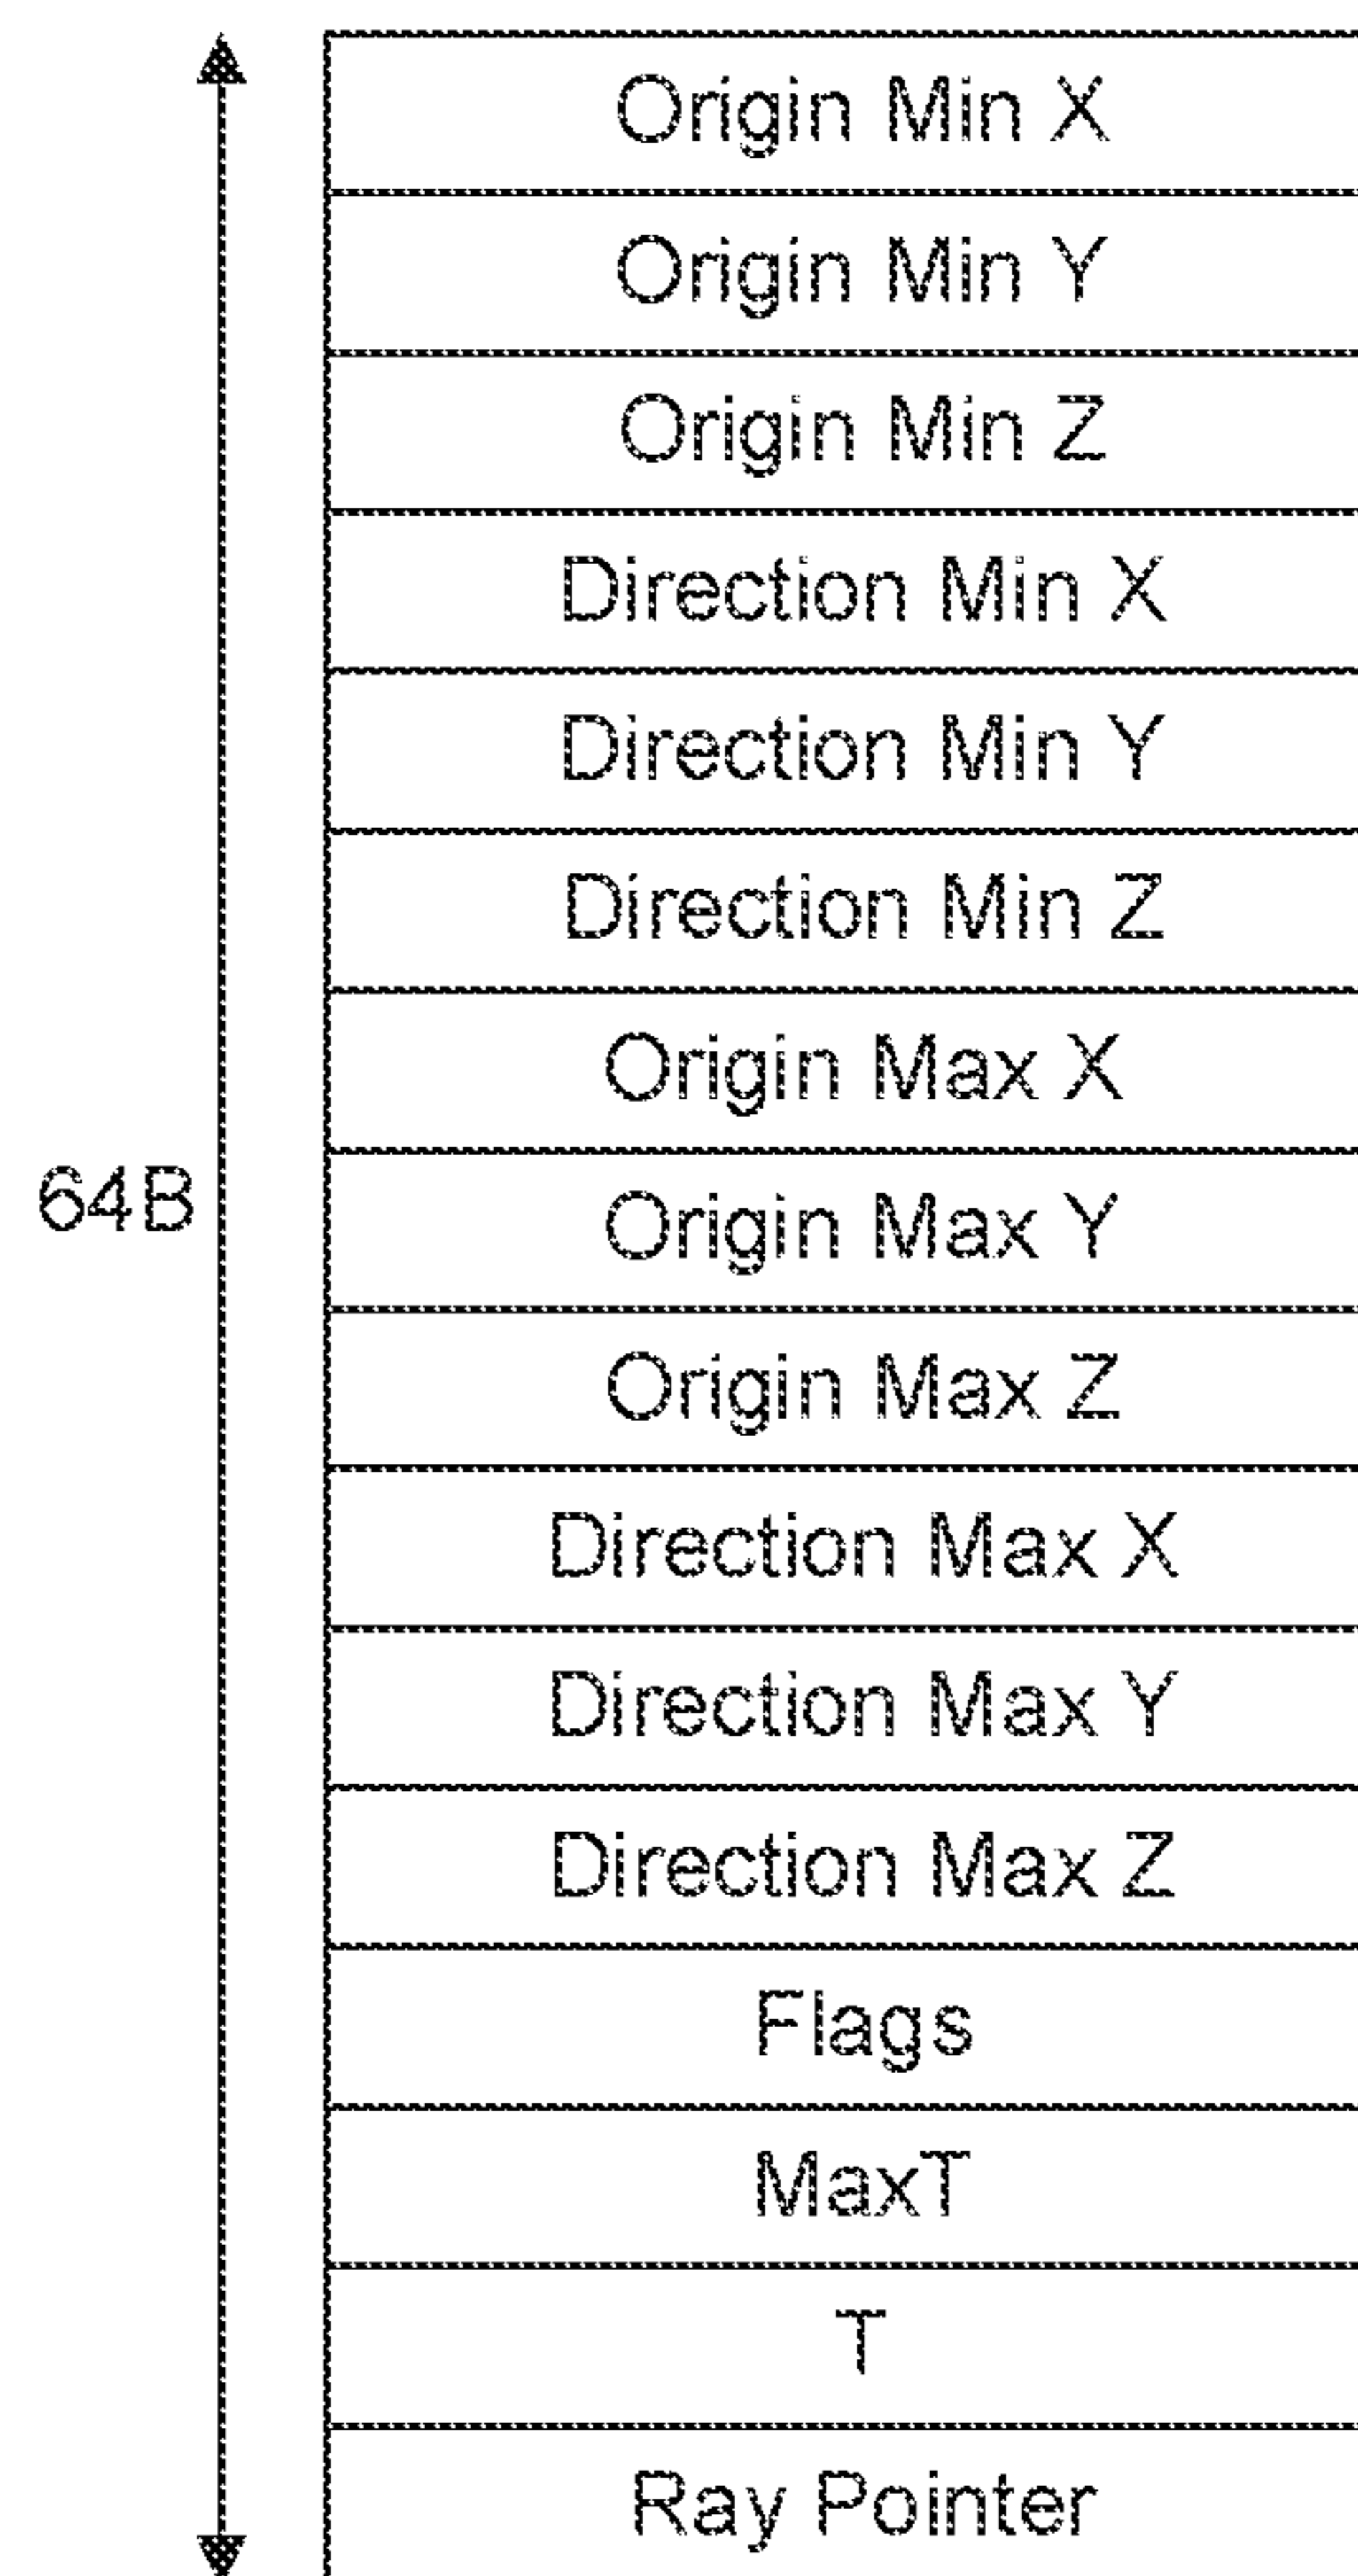 Origin Min X
Origin Min Y
Origin Min Z
Direction Min X
Direction Min Y
Direction Min Z
Origin Max X
64B
Origin Max Y
Origin Max Z
Direction Max X
Direction Max Y
Direction Max Z
Flags
MaxT
T
Ray Pointer